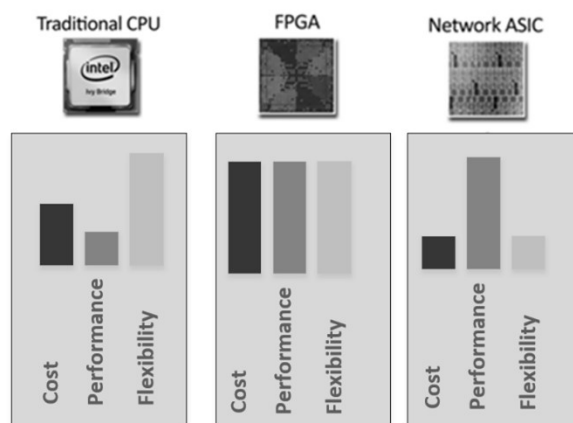 Traditional CPU
FPGA
Network ASIC
intel
Ivy Bridge
Cost
Performance
Flexibility
Cost
Performance
Flexibility
Cost
Performance
Flexibility